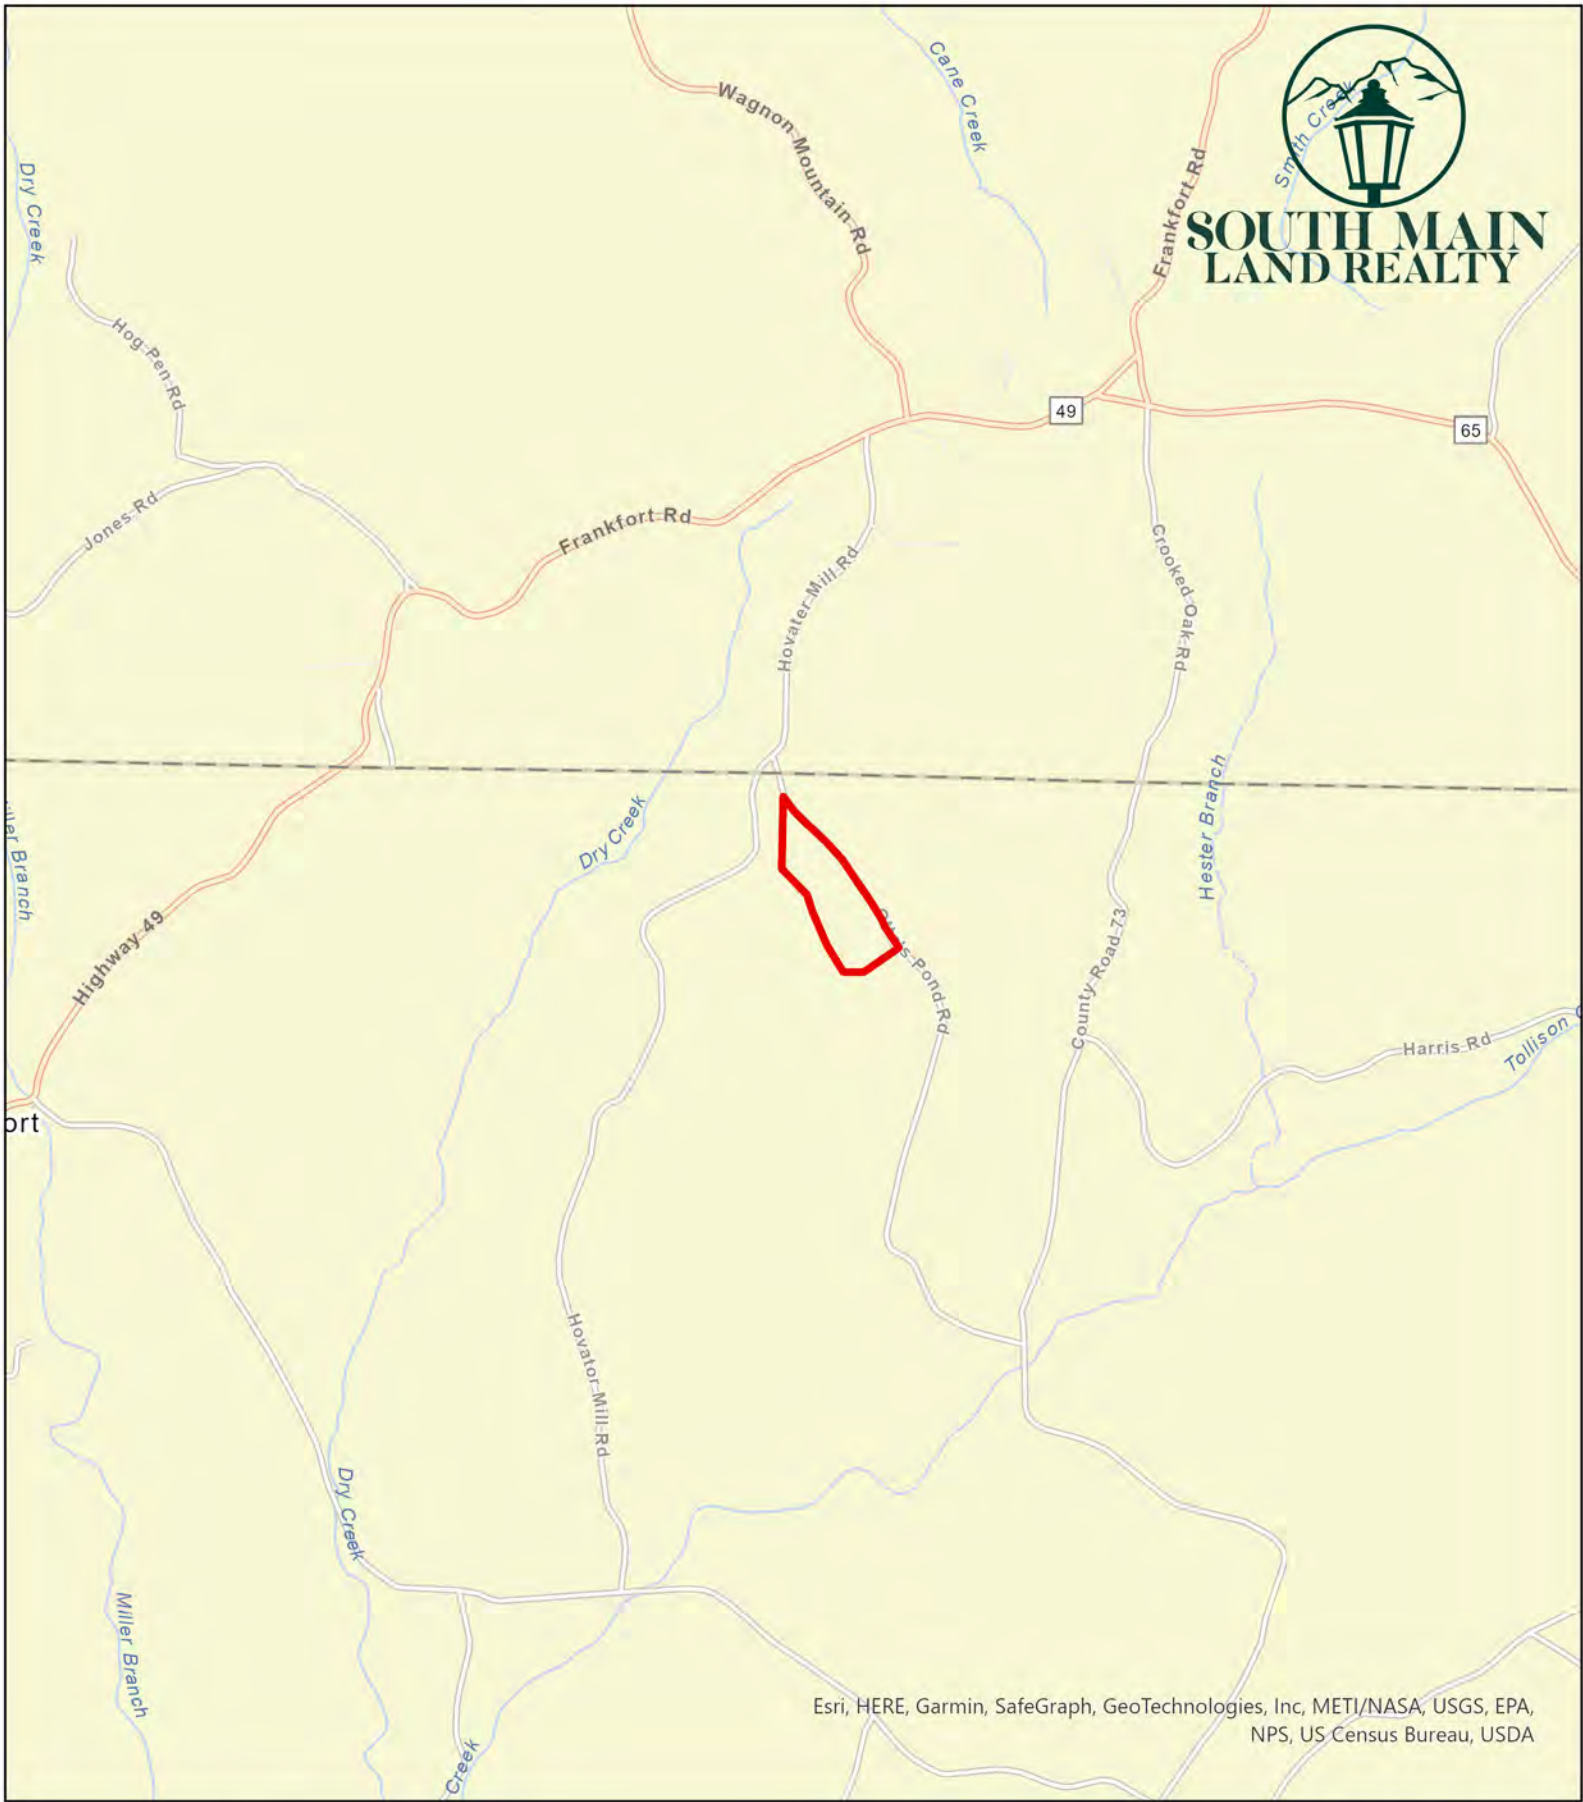 Wagnon Mountain Rd
Cane Creek
Smith Creek
Frankfort Rd
SOUTH MAIN
LAND REALTY
Dry Creek
Hog Pen Rd
49
65
Jones Rd
Frankfort Rd
Hovater Mill Rd
Crooked Oak Rd
Hester Branch
Dry Creek
Branch
Highway 49
Pond Rd
County Road 73
Harris Rd
Tollison
ort
Hovator Mill Rd
Dry Creek
Miller Branch
Creek
Esri, HERE, Garmin, SafeGraph, GeoTechnologies, Inc, METI/NASA, USGS, EPA,
NPS, US Census Bureau, USDA